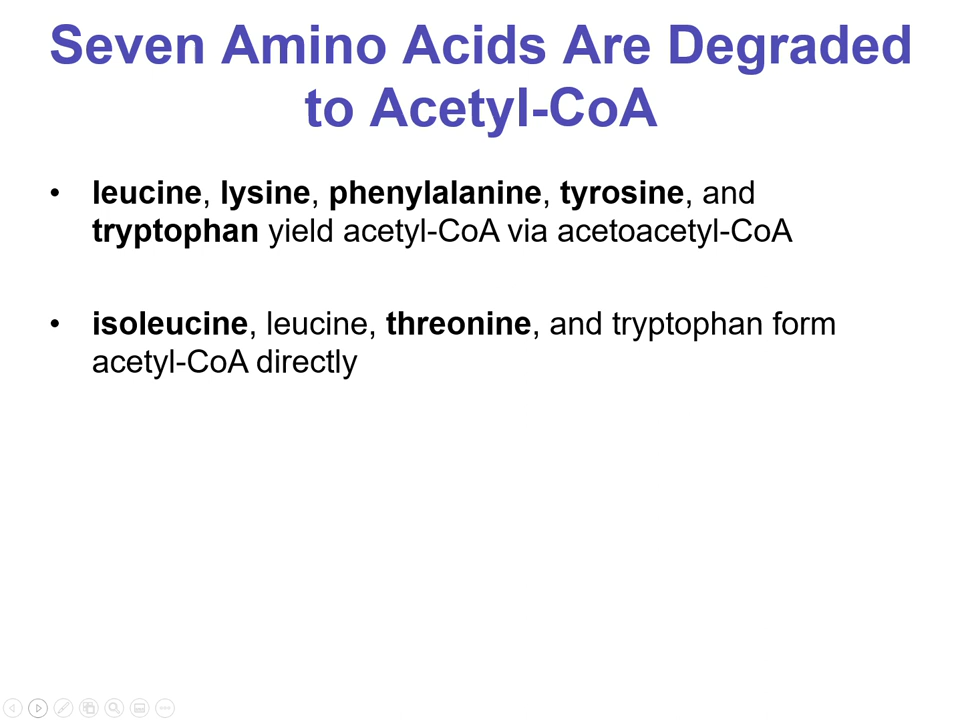 Seven Amino Acids Are Degraded
to Acetyl-CoA
• leucine, lysine, phenylalanine, tyrosine, and
tryptophan yield acetyl-CoA via acetoacetyl-CoA
• isoleucine, leucine, threonine, and tryptophan form
acetyl-CoA directly